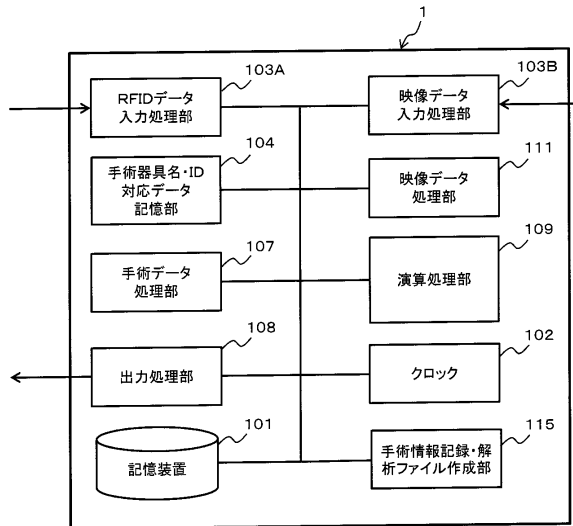 1
103A
RFIDデータ
入力処理部
103B
映像データ
入力処理部
104
手術器具名・ID
対応データ
記憶部
111
映像データ
処理部
107
手術データ
処理部
109
演算処理部
108
出力処理部
102
クロック
101
記憶装置
115
手術情報記録・解
析ファイル作成部